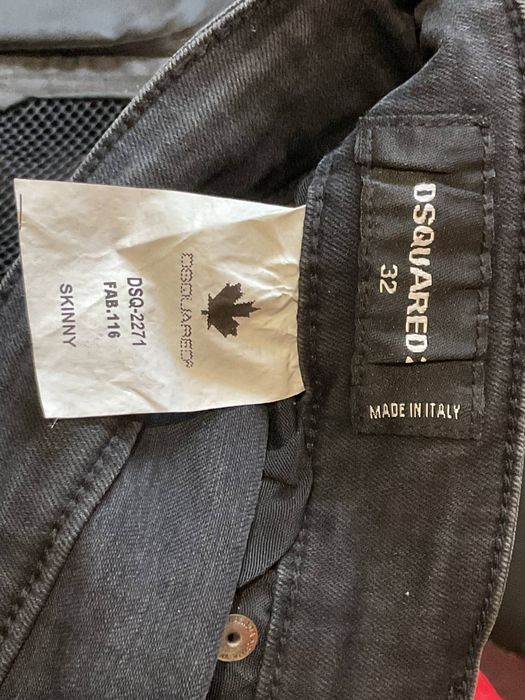 DSQUARED2
32
MADE IN ITALY
DSQUARED2
DSQ-2271
FAB.116
SKINNY